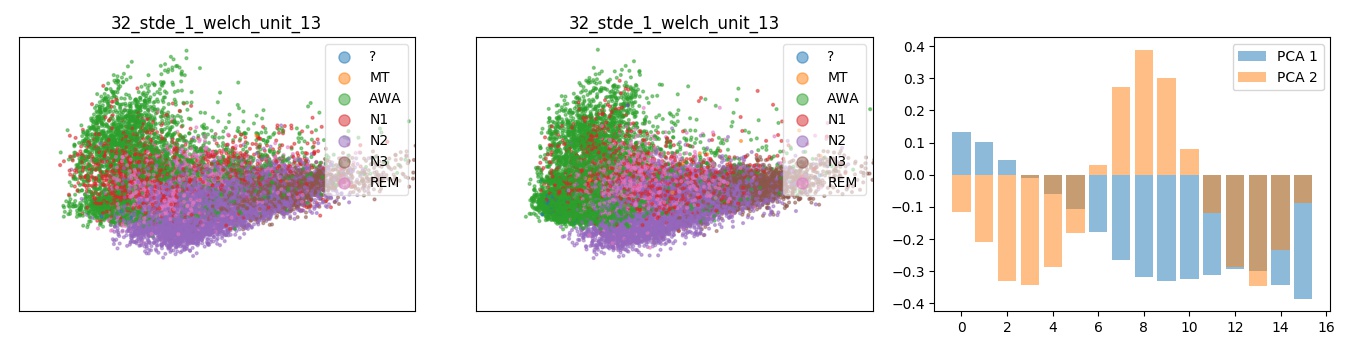 32_stde_1_welch_unit_13
?
MT
AWA
N1
N2
N3
REM
32_stde_1_welch_unit_13
?
MT
AWA
N1
N2
N3
REM
PCA 1
PCA 2
0.4
0.3
0.2
0.1
0.0
−0.1
−0.2
−0.3
−0.4
0 2 4 6 8 10 12 14 16